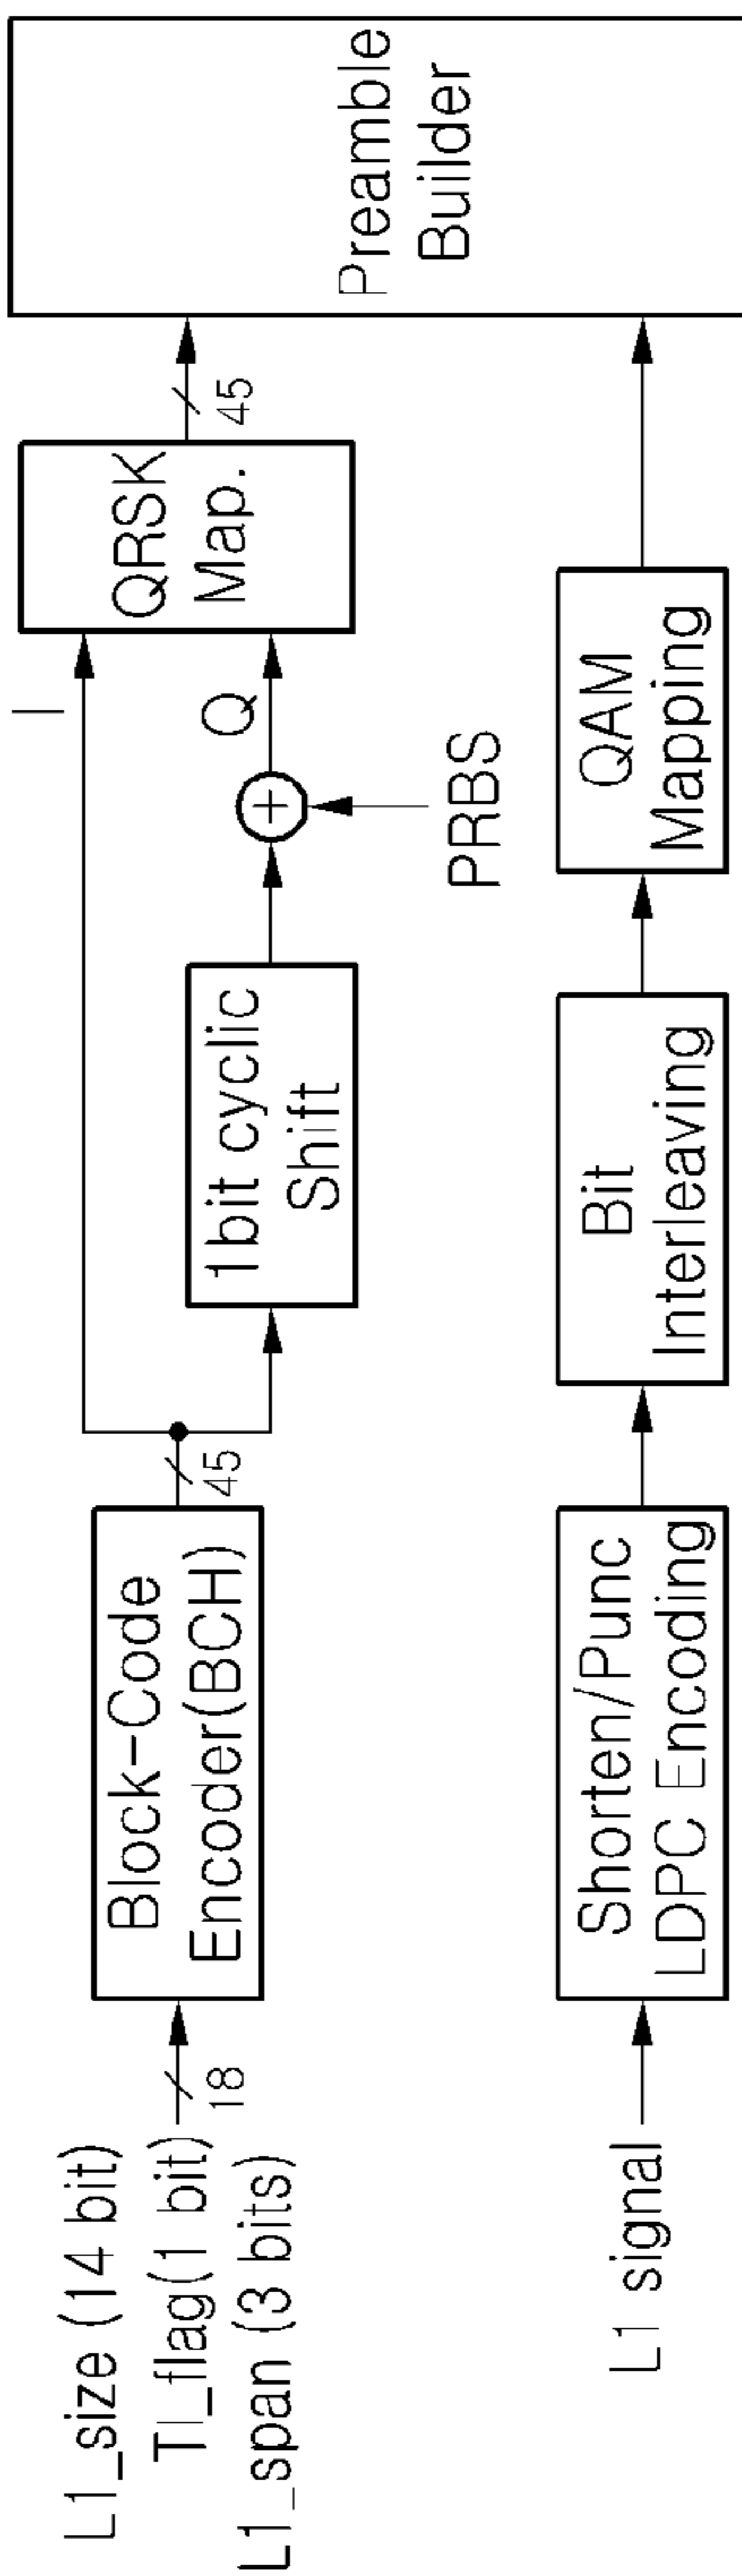 L1_size (14 bit)
TI_flag(1 bit)
L1_span (3 bits)
18
Block-Code
Encoder(BCH)
45
1bit cyclic
Shift
PRBS
+
I
Q
QRSK
Map.
45
Preamble
Builder
L1 signal
Shorten/Punc
LDPC Encoding
Bit
Interleaving
QAM
Mapping